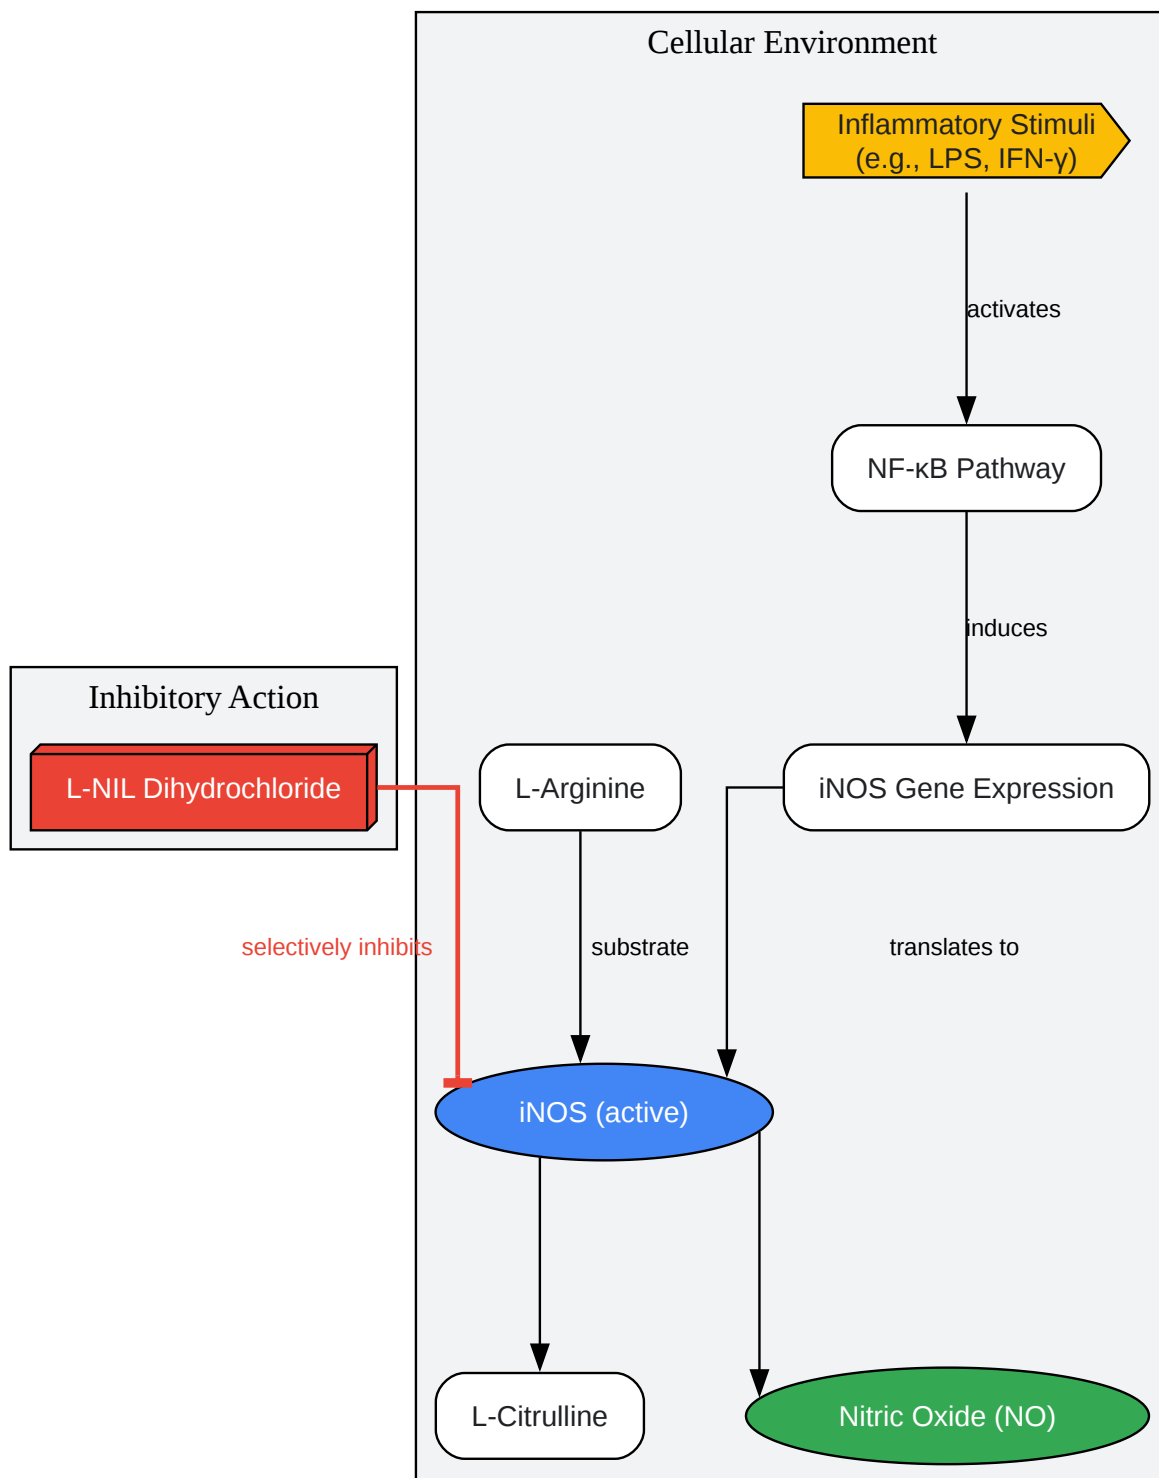 Cellular Environment
Inflammatory Stimuli
(e.g., LPS, IFN-γ)
activates
NF-κB Pathway
induces
Inhibitory Action
L-NIL Dihydrochloride
L-Arginine
iNOS Gene Expression
selectively inhibits
substrate
translates to
iNOS (active)
L-Citrulline
Nitric Oxide (NO)